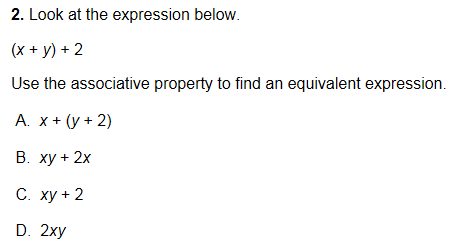 2. Look at the expression below.
(x + y) + 2
Use the associative property to find an equivalent expression.
A. x + (y + 2)
B. xy + 2x
C. xy + 2
D. 2xy